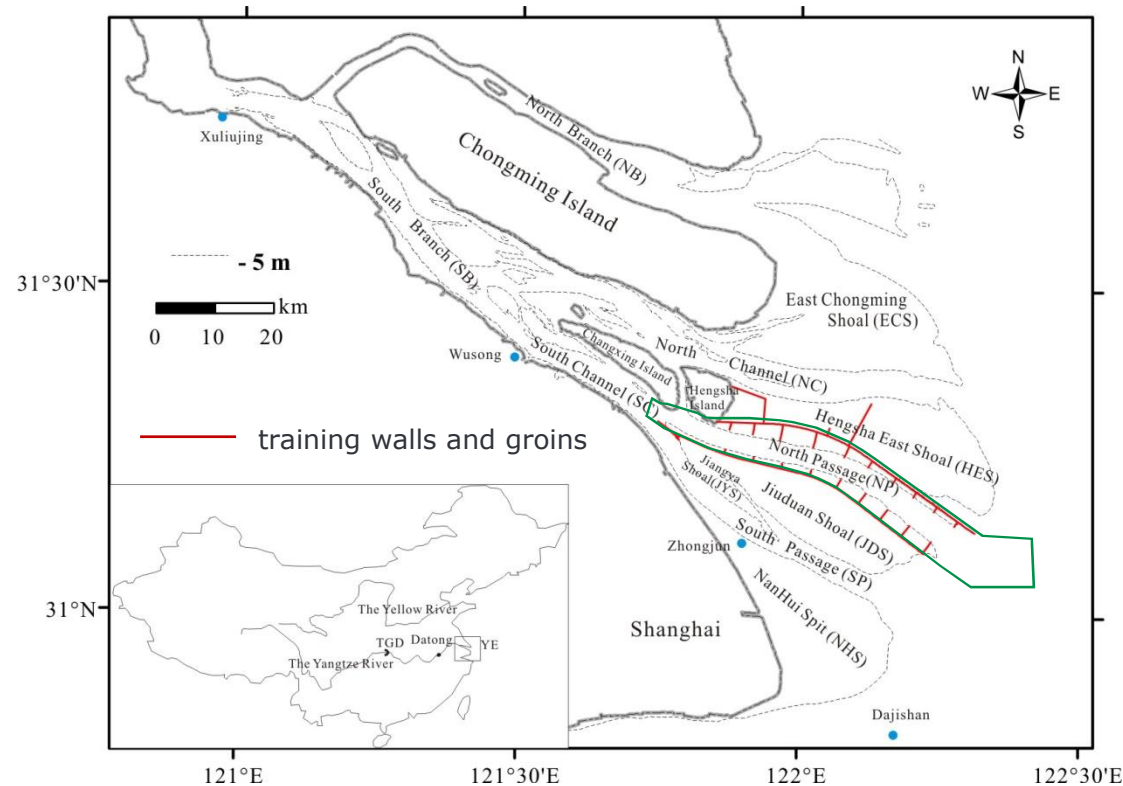 N
W
E
S
Xuliujing
North Branch (NB)
Chongming Island
South
Branch (SB)
- 5 m
km
0
10
20
31°30'N
East Chongming
Shoal (ECS)
Wusong
Changxing Island
North
Channel (NC)
South Channel (SC)
Hengsha
Island
training walls and groins
Hengsha East Shoal (HES)
North Passage(NP)
Jiangya
Shoal(JYS)
Jiuduan Shoal (JDS)
South
Passage (SP)
Zhongjun
NanHui Spit (NHS)
31°N
Shanghai
The Yellow River
TGD
Datong
YE
The Yangtze River
Dajishan
121°E
121°30'E
122°E
122°30'E